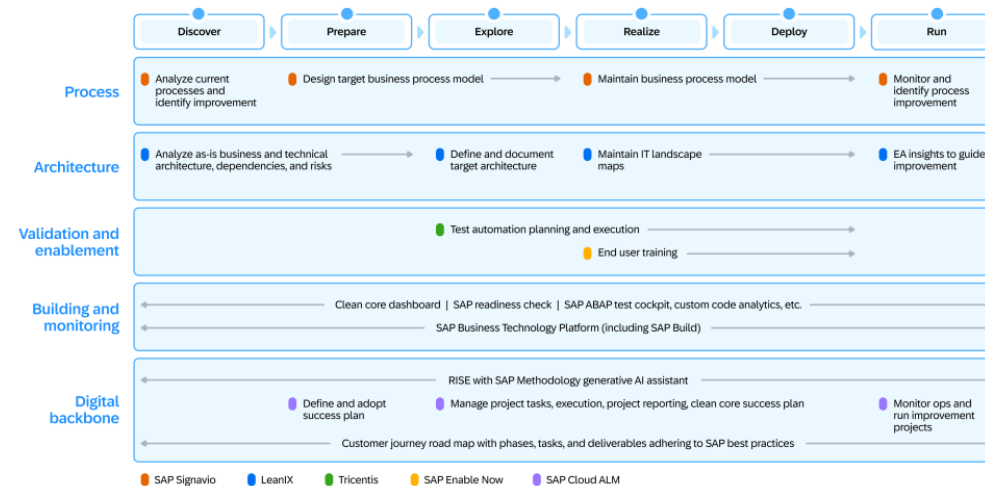 Discover
Prepare
Explore
Realize
Deploy
Run
Process
Analyze current
processes and
identify improvement
Design target business process model
Maintain business process model
Monitor and
identify process
improvement
Architecture
Analyze as-is business and technical
architecture, dependencies, and risks
Define and document
target architecture
Maintain IT landscape
maps
EA insights to guide
improvement
Validation and
enablement
Test automation planning and execution
End user training
Building and
monitoring
Clean core dashboard | SAP readiness check | SAP ABAP test cockpit, custom code analytics, etc.
SAP Business Technology Platform (including SAP Build)
Digital
backbone
RISE with SAP Methodology generative AI assistant
Define and adopt
success plan
Manage project tasks, execution, project reporting, clean core success plan
Monitor ops and
run improvement
projects
Customer journey road map with phases, tasks, and deliverables adhering to SAP best practices
SAP Signavio
LeanIX
Tricentis
SAP Enable Now
SAP Cloud ALM